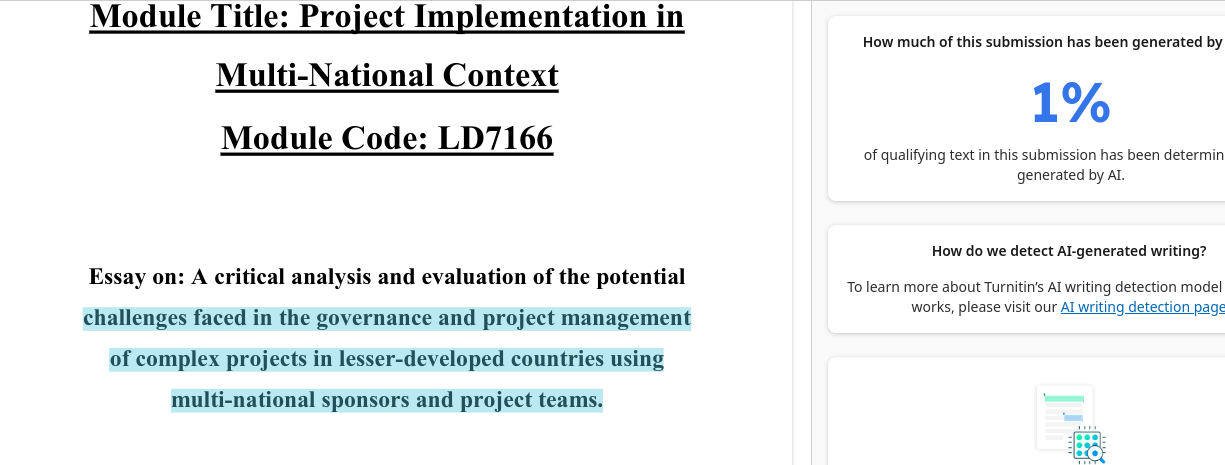 Module Title: Project Implementation in
Multi-National Context
Module Code: LD7166
Essay on: A critical analysis and evaluation of the potential
challenges faced in the governance and project management
of complex projects in lesser-developed countries using
multi-national sponsors and project teams.
How much of this submission has been generated by
1%
of qualifying text in this submission has been determin
generated by AI.
How do we detect AI-generated writing?
To learn more about Turnitin’s AI writing detection model
works, please visit our AI writing detection page